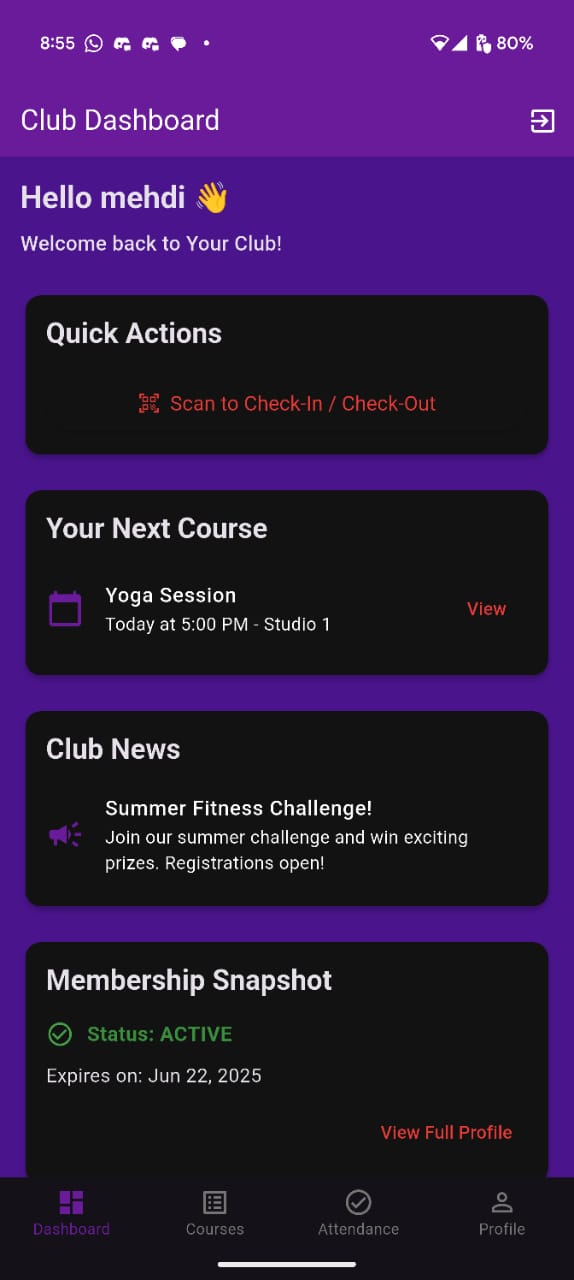 8:55
80%
Club Dashboard
Hello mehdi 👋
Welcome back to Your Club!
Quick Actions
Scan to Check-In / Check-Out
Your Next Course
Yoga Session
Today at 5:00 PM - Studio 1
View
Club News
Summer Fitness Challenge!
Join our summer challenge and win exciting
prizes. Registrations open!
Membership Snapshot
Status: ACTIVE
Expires on: Jun 22, 2025
View Full Profile
Dashboard
Courses
Attendance
Profile